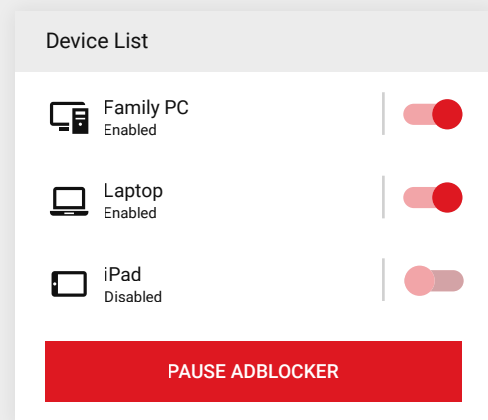 Device List
Family PC
Enabled
Laptop
Enabled
iPad
Disabled
PAUSE ADBLOCKER